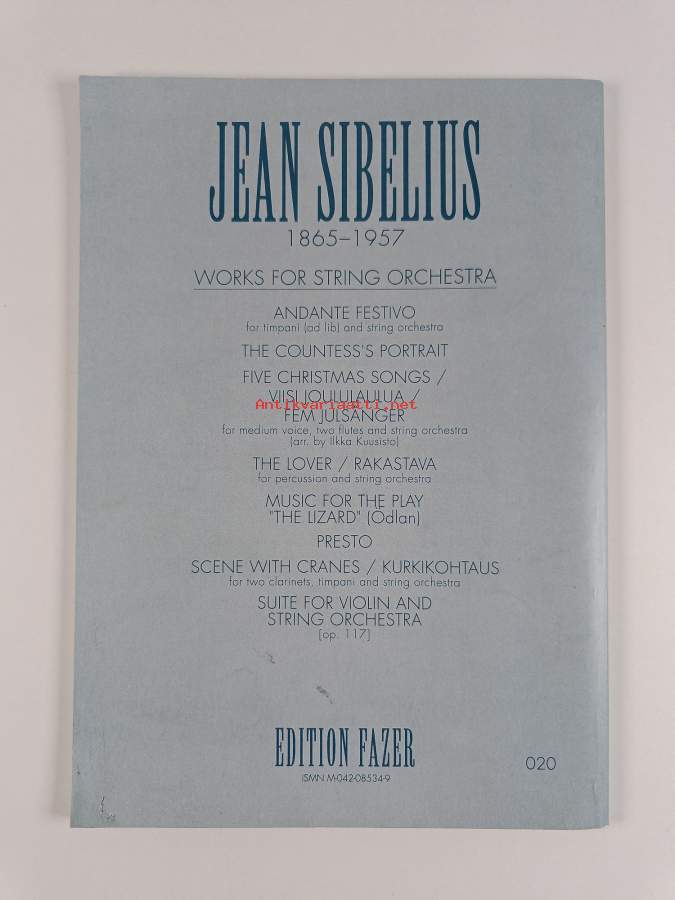 JEAN SIBELIUS
1865–1957
WORKS FOR STRING ORCHESTRA
ANDANTE FESTIVO
for timpani (ad lib) and string orchestra
THE COUNTESS'S PORTRAIT
FIVE CHRISTMAS SONGS /
VIISI JOULULAULUA /
Antikvariaatti.net
FEM JULSÅNGER
for medium voice, two flutes and string orchestra
(arr. by Ilkka Kuusisto)
THE LOVER / RAKASTAVA
for percussion and string orchestra
MUSIC FOR THE PLAY
"THE LIZARD" (Ödlan)
PRESTO
SCENE WITH CRANES / KURKIKOHTAUS
for two clarinets, timpani and string orchestra
SUITE FOR VIOLIN AND
STRING ORCHESTRA
[op. 117]
EDITION FAZER
ISMN M-042-08534-9
020